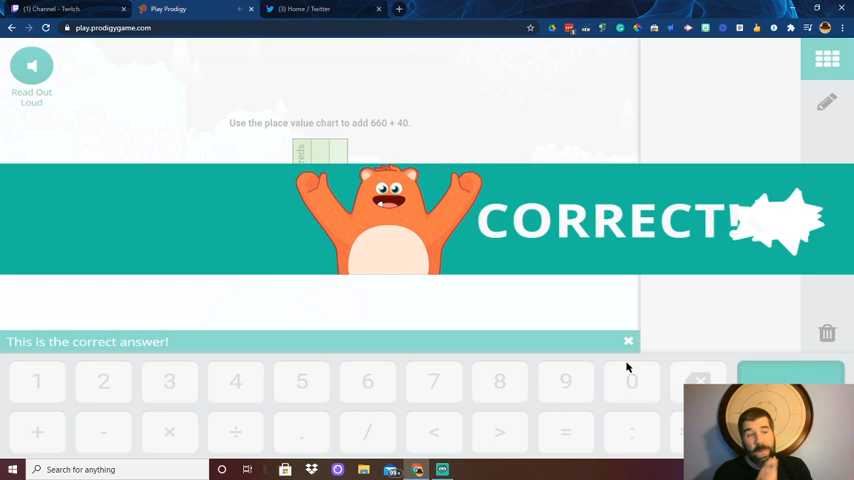 (1) Channel - Twitch
Play Prodigy
(3) Home / Twitter
play.prodigygame.com
Read Out
Loud
Use the place value chart to add 660 + 40.
CORRECT!
This is the correct answer!
1 2 3 4 5 6 7 8 9 0
+ - × ÷ . / < > = :
Search for anything
99+